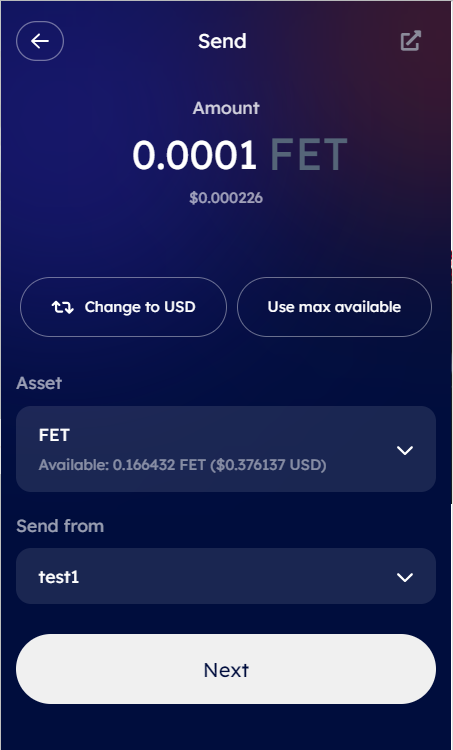 Send
Amount
0.0001 FET
$0.000226
Change to USD
Use max available
Asset
FET
Available: 0.166432 FET ($0.376137 USD)
Send from
test1
Next